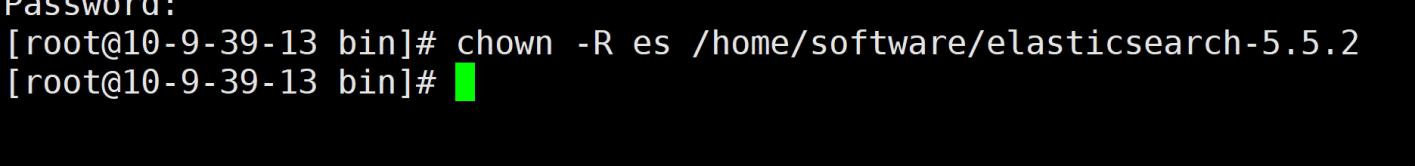 Password:
[root@10-9-39-13 bin]# chown -R es /home/software/elasticsearch-5.5.2
[root@10-9-39-13 bin]#